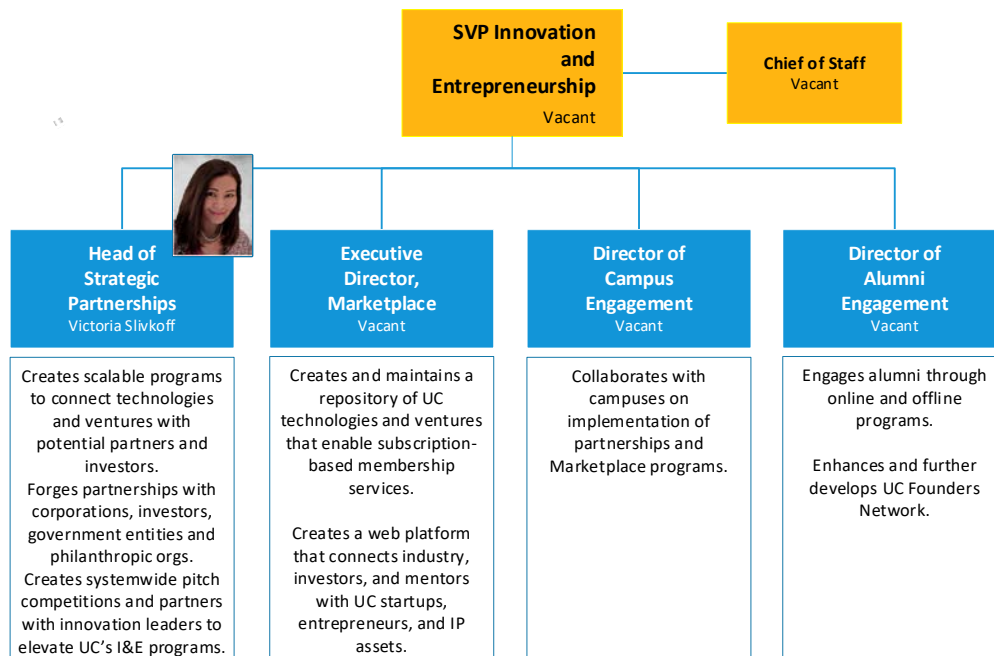 SVP Innovation
and
Entrepreneurship
Vacant
Chief of Staff
Vacant
Head of
Strategic
Partnerships
Victoria Slivkoff
Executive
Director,
Marketplace
Vacant
Director of
Campus
Engagement
Vacant
Director of
Alumni
Engagement
Vacant
Creates scalable programs
to connect technologies
and ventures with
potential partners and
investors.
Forges partnerships with
corporations, investors,
government entities and
philanthropic orgs.
Creates systemwide pitch
competitions and partners
with innovation leaders to
elevate UC’s I&E programs.
Creates and maintains a
repository of UC
technologies and ventures
that enable subscription-
based membership
services.
Creates a web platform
that connects industry,
investors, and mentors
with UC startups,
entrepreneurs, and IP
assets.
Collaborates with
campuses on
implementation of
partnerships and
Marketplace programs.
Engages alumni through
online and offline
programs.
Enhances and further
develops UC Founders
Network.